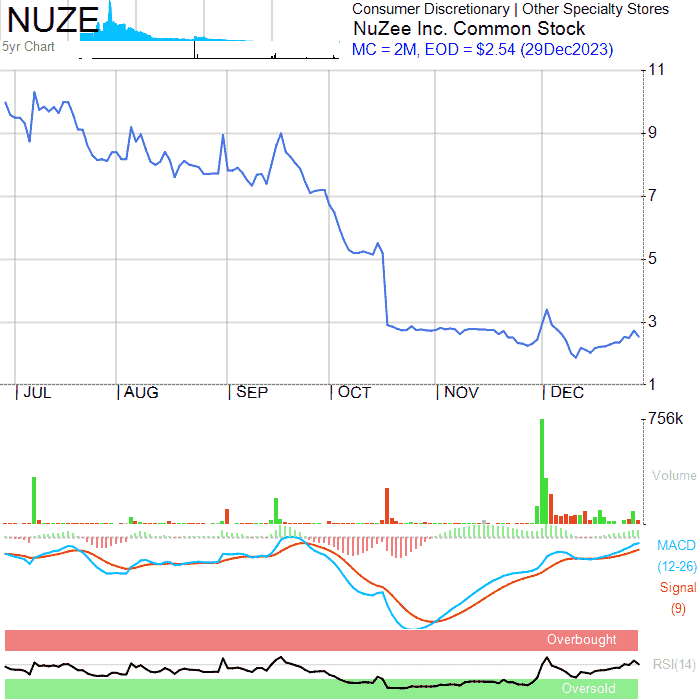 NUZE
Consumer Discretionary | Other Specialty Stores
NuZee Inc. Common Stock
5yr Chart
MC = 2M, EOD = $2.54 (29Dec2023)
11
9
7
5
3
1
JUL AUG SEP OCT NOV DEC
756k
Volume
MACD
(12-26)
Signal
(9)
Overbought
RSI(14)
Oversold